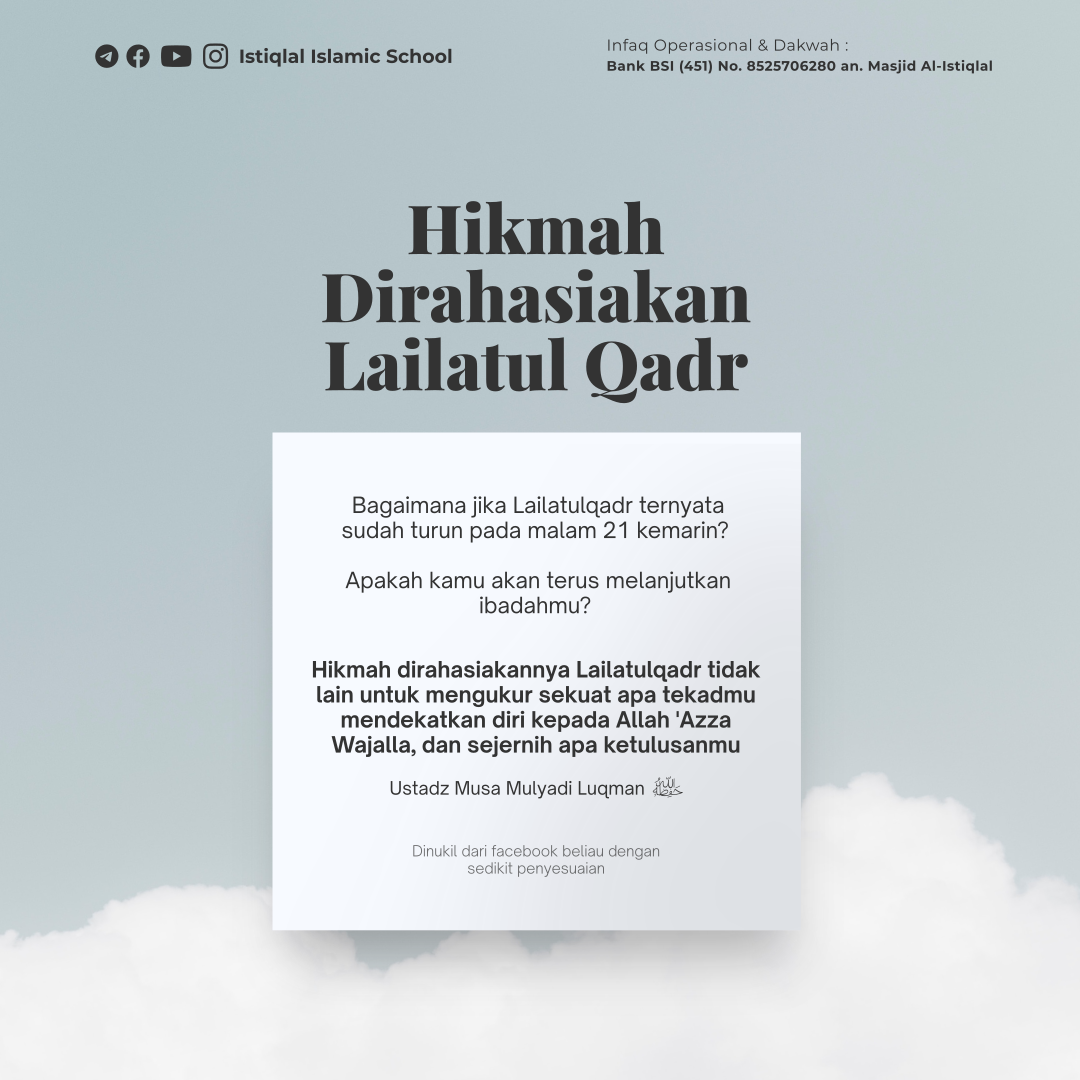 Istiqlal Islamic School
Infaq Operasional & Dakwah :
Bank BSI (451) No. 8525706280 an. Masjid Al-Istiqlal
Hikmah
Dirahasiakan
Lailatul Qadr
Bagaimana jika Lailatulqadr ternyata
sudah turun pada malam 21 kemarin?
Apakah kamu akan terus melanjutkan
ibadahmu?
Hikmah dirahasiakannya Lailatulqadr tidak
lain untuk mengukur sekuat apa tekadmu
mendekatkan diri kepada Allah 'Azza
Wajalla, dan sejernih apa ketulusanmu
Ustadz Musa Mulyadi Luqman حفظه الله
Dinukil dari facebook beliau dengan
sedikit penyesuaian